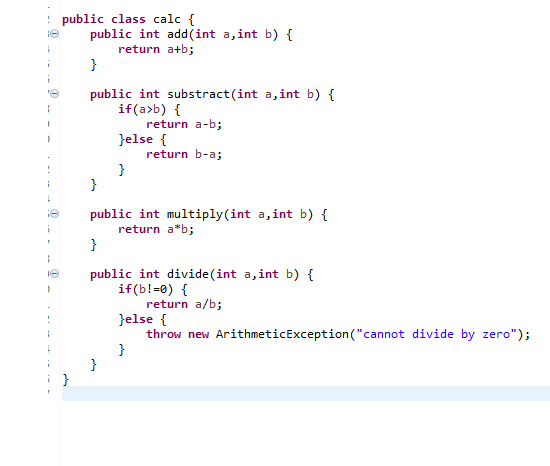 public class calc {
    public int add(int a,int b) {
        return a+b;
    }

    public int substract(int a,int b) {
        if(a>b) {
            return a-b;
        }else {
            return b-a;
        }
    }

    public int multiply(int a,int b) {
        return a*b;
    }

    public int divide(int a,int b) {
        if(b!=0) {
            return a/b;
        }else {
            throw new ArithmeticException("cannot divide by zero");
        }
    }
}